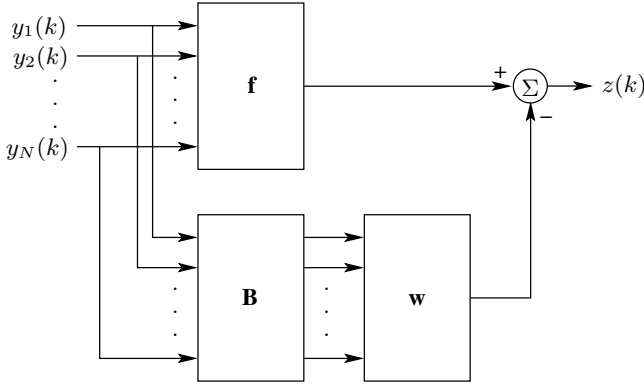 y₁(k)
y₂(k)
.
.
.
yN(k)
.
.
.
f
+
Σ
−
z(k)
.
.
.
B
.
.
.
w